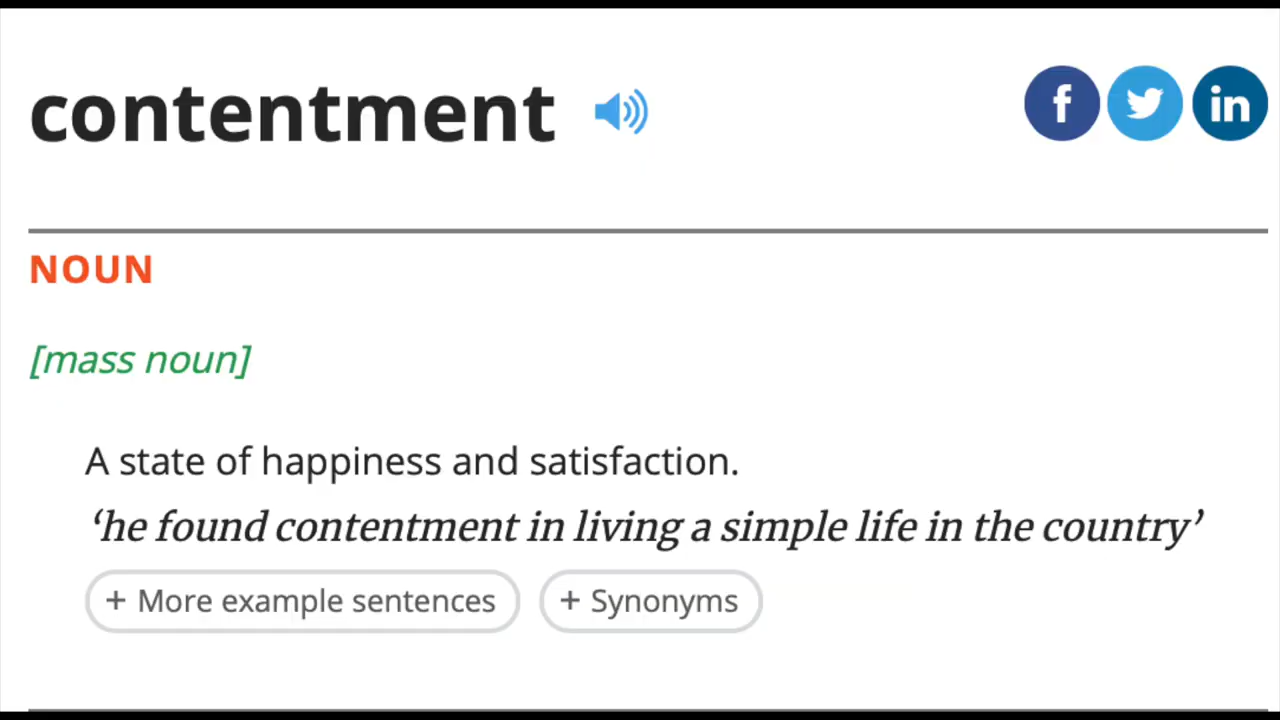 contentment
NOUN
[mass noun]
A state of happiness and satisfaction.
‘he found contentment in living a simple life in the country’
+ More example sentences
+ Synonyms